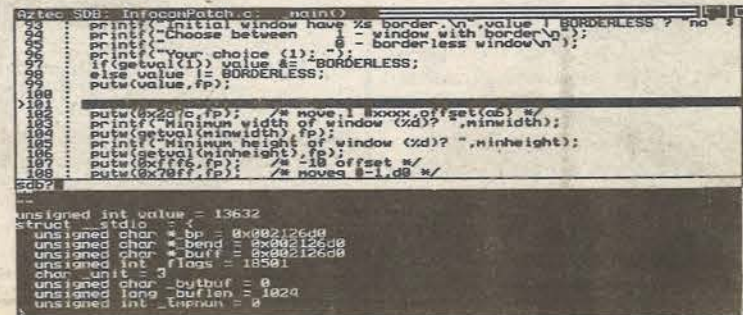 Aztec SDB: InfocomPatch.c: _main()
93 : printf("Initial window have %s border.\n",value | BORDERLESS ? "no"
94 : printf("Choose between 1 - window with border\n");
95 : printf(" 0 - borderless window\n");
96 : printf("Your choice (1): ");
97 : if(getval(1)) value &= ~BORDERLESS;
98 : else value |= BORDERLESS;
99 : putw(value,fp);
100 :
>101 :
102 : putw(0x2d7c,fp); /* move.l #xxxx,offset(a6) */
103 : printf("Minimum width of window (%d)? ",minwidth);
104 : putw(getval(minwidth),fp);
105 : printf("Minimum height of window (%d)? ",minheight);
106 : putw(getval(minheight),fp);
107 : putw(0xfff6,fp); /* -10 offset */
108 : putw(0x70ff,fp); /* moveq #-1,d0 */
sdb?
unsigned int value = 13632
struct _stdio = {
unsigned char *_bp = 0x002126d0
unsigned char *_bend = 0x002126d0
unsigned char *_buff = 0x002126d0
unsigned int _flags = 18501
char _unit = 3
unsigned char _bytbuf = 0
unsigned long _buflen = 1024
unsigned int _tmpnum = 0